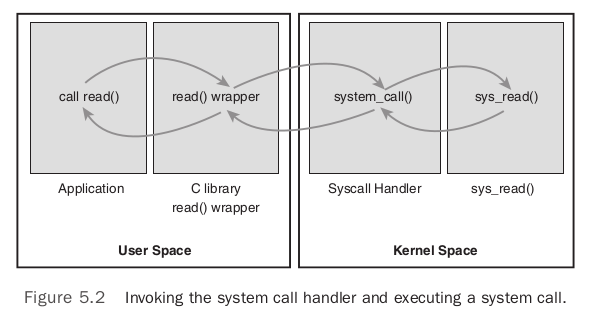 call read()
read() wrapper
system_call()
sys_read()
Application
C library
read() wrapper
Syscall Handler
sys_read()
User Space
Kernel Space
Figure 5.2 Invoking the system call handler and executing a system call.